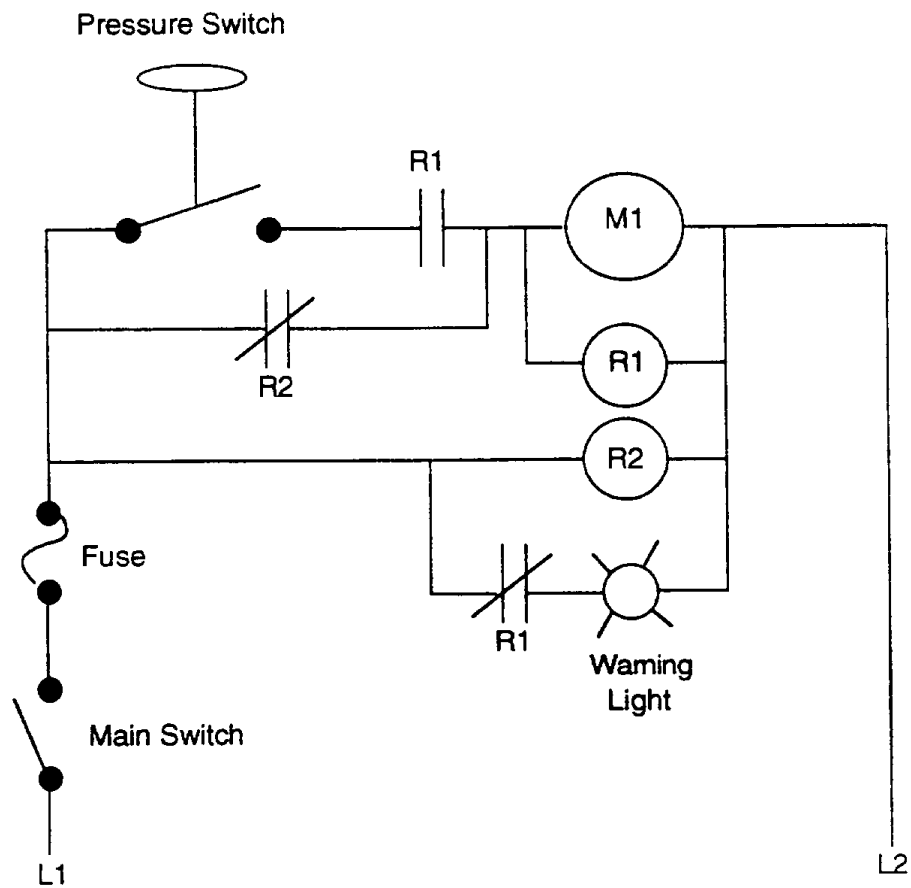 Pressure Switch
R1
M1
R2
R1
R2
Fuse
R1
Warning
Light
Main Switch
L1
L2